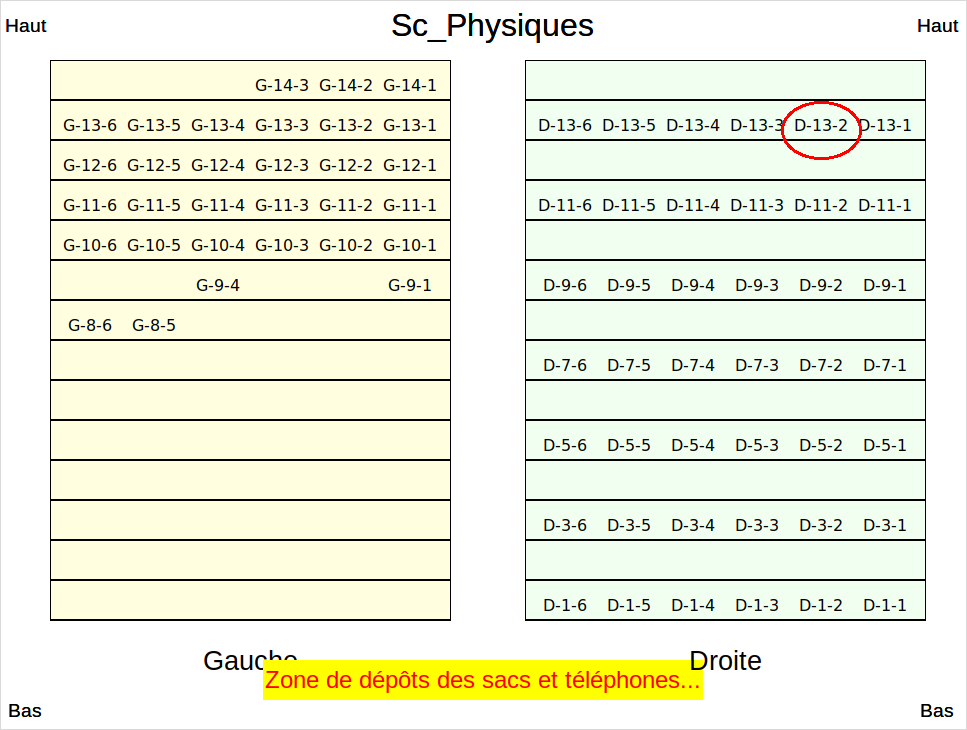 Sc_Physiques
Haut
Haut
G-14-3 G-14-2 G-14-1
G-13-6 G-13-5 G-13-4 G-13-3 G-13-2 G-13-1
G-12-6 G-12-5 G-12-4 G-12-3 G-12-2 G-12-1
G-11-6 G-11-5 G-11-4 G-11-3 G-11-2 G-11-1
G-10-6 G-10-5 G-10-4 G-10-3 G-10-2 G-10-1
G-9-4 G-9-1
G-8-6 G-8-5
D-13-6 D-13-5 D-13-4 D-13-3 D-13-2 D-13-1
D-11-6 D-11-5 D-11-4 D-11-3 D-11-2 D-11-1
D-9-6 D-9-5 D-9-4 D-9-3 D-9-2 D-9-1
D-7-6 D-7-5 D-7-4 D-7-3 D-7-2 D-7-1
D-5-6 D-5-5 D-5-4 D-5-3 D-5-2 D-5-1
D-3-6 D-3-5 D-3-4 D-3-3 D-3-2 D-3-1
D-1-6 D-1-5 D-1-4 D-1-3 D-1-2 D-1-1
Gauche
Droite
Zone de dépôts des sacs et téléphones...
Bas
Bas